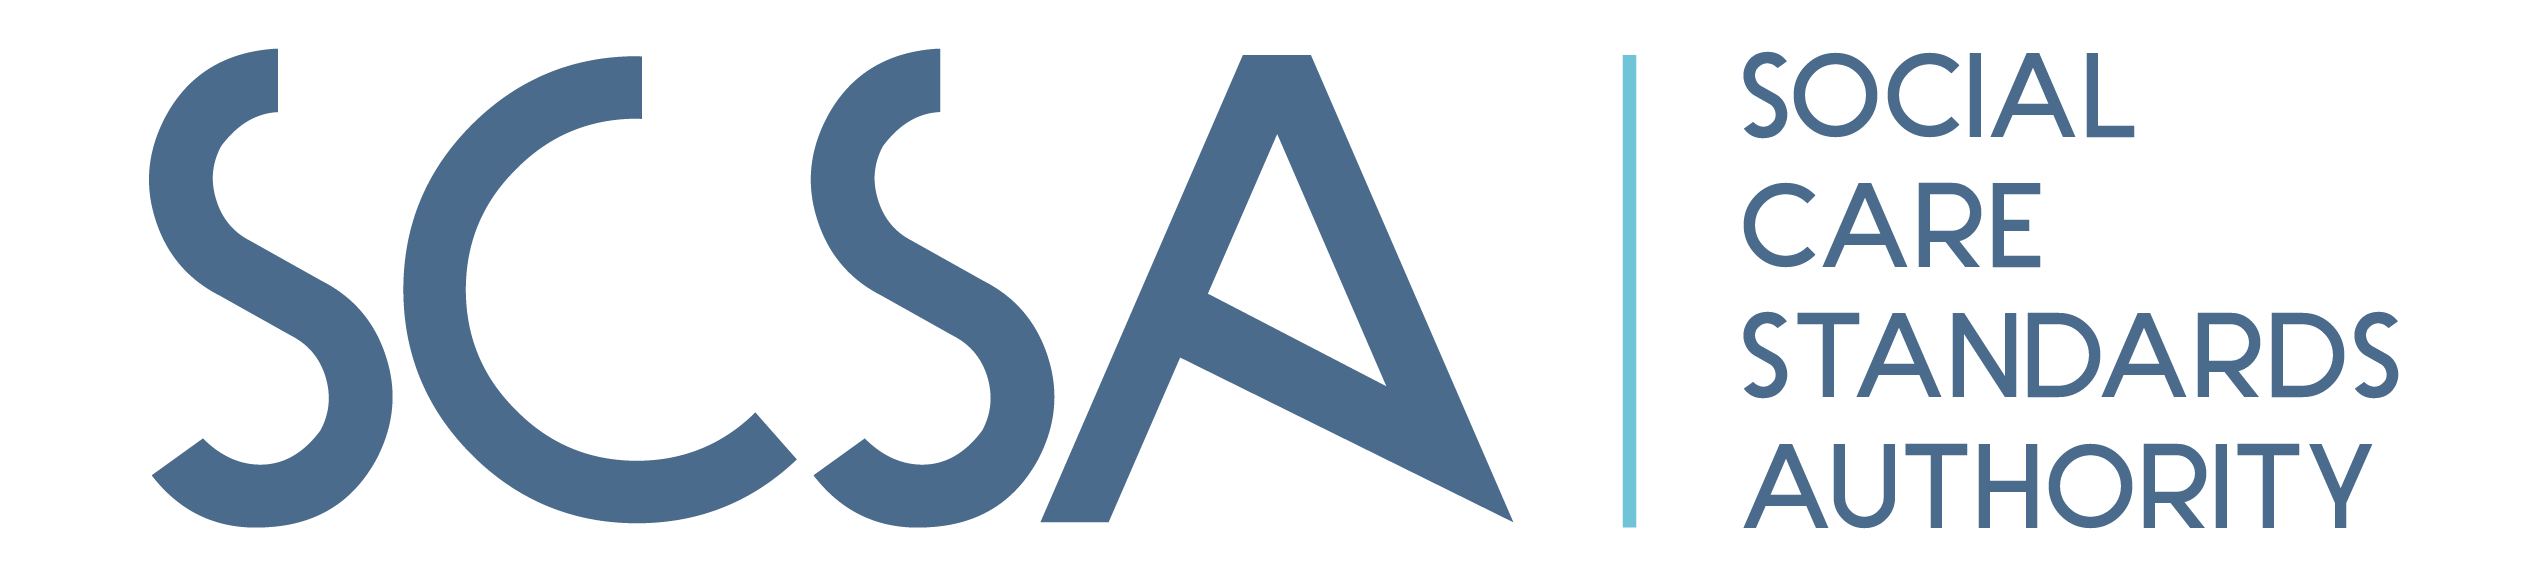 SCSA
SOCIAL
CARE
STANDARDS
AUTHORITY